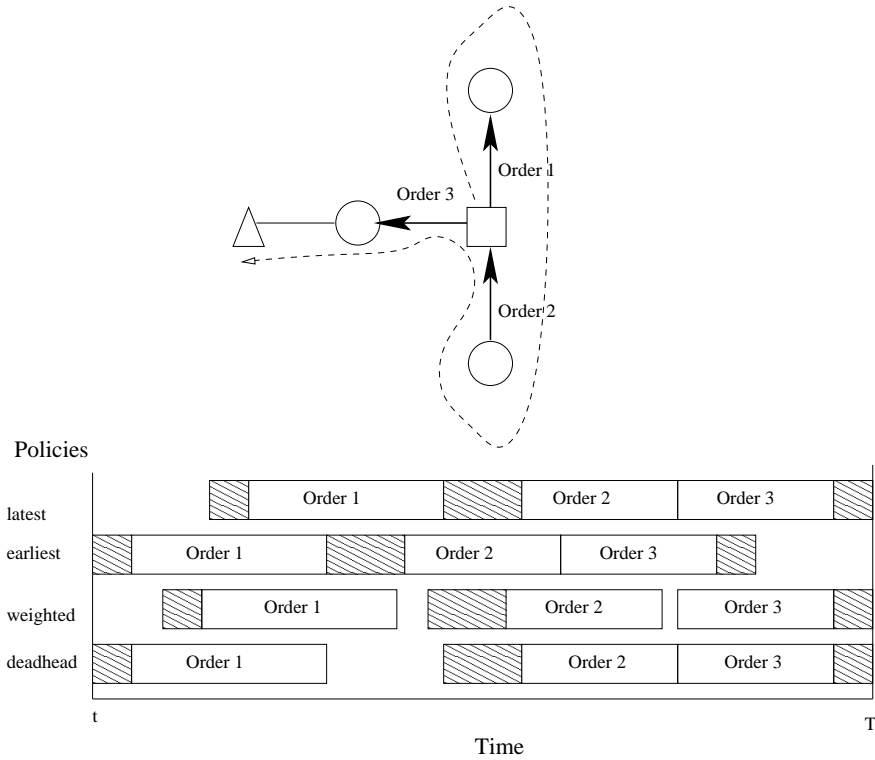 Order 1
Order 3
Order 2
Policies
latest
Order 1
Order 2
Order 3
earliest
Order 1
Order 2
Order 3
weighted
Order 1
Order 2
Order 3
deadhead
Order 1
Order 2
Order 3
t
T
Time